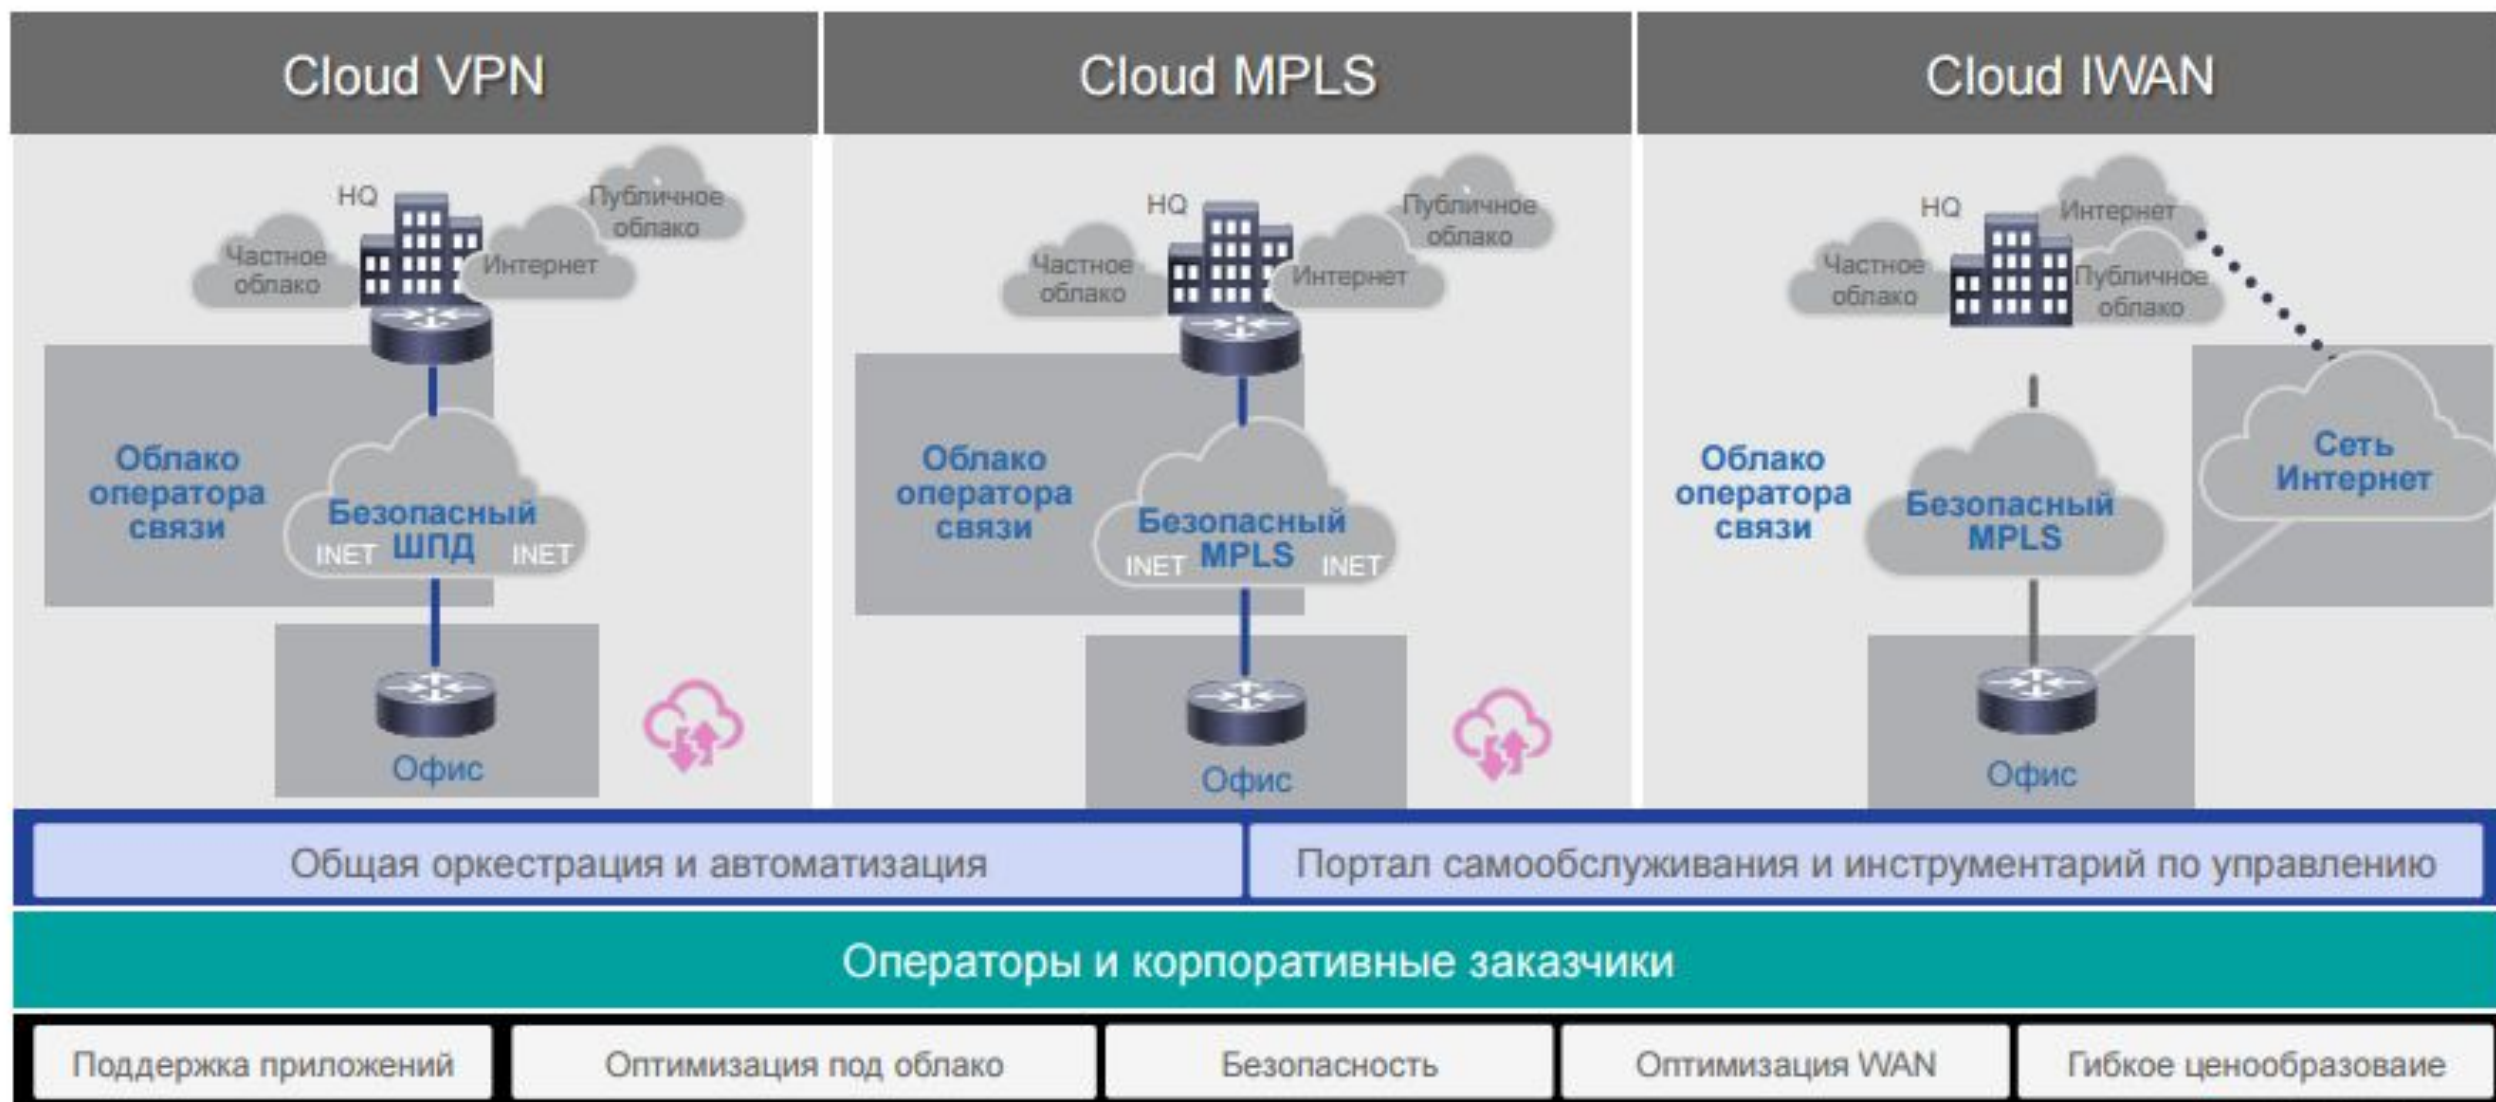 Cloud VPN
Cloud MPLS
Cloud IWAN
HQ
Публичное
облако
Частное
облако
Интернет
Облако
оператора
связи
Безопасный
ШПД
INET
INET
Офис
HQ
Публичное
облако
Частное
облако
Интернет
Облако
оператора
связи
Безопасный
MPLS
INET
INET
Офис
HQ
Интернет
Частное
облако
Публичное
облако
Облако
оператора
связи
Безопасный
MPLS
Сеть
Интернет
Офис
Общая оркестрация и автоматизация
Портал самообслуживания и инструментарий по управлению
Операторы и корпоративные заказчики
Поддержка приложений
Оптимизация под облако
Безопасность
Оптимизация WAN
Гибкое ценообразоваие